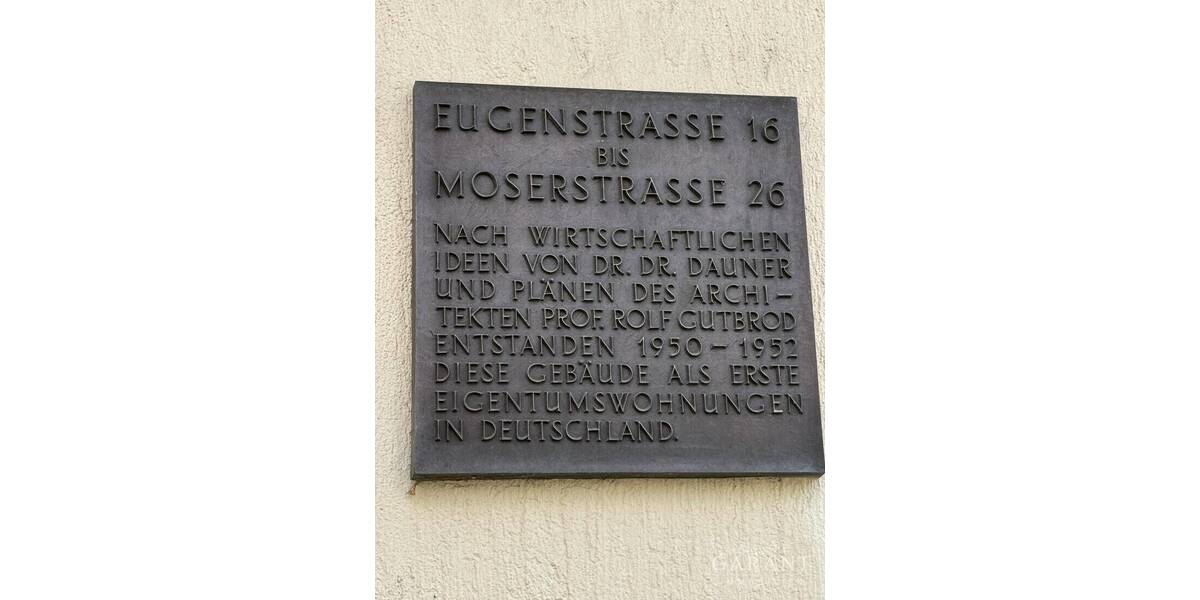 EUGENSTRASSE 16
BIS
MOSERSTRASSE 26
NACH WIRTSCHAFTLICHEN
IDEEN VON DR. DR. DAUNER
UND PLÄNEN DES ARCHI-
TEKTEN PROF. ROLF GUTBROD
ENTSTANDEN 1950-1952
DIESE GEBÄUDE ALS ERSTE
EIGENTUMSWOHNUNGEN
IN DEUTSCHLAND.
GARANT